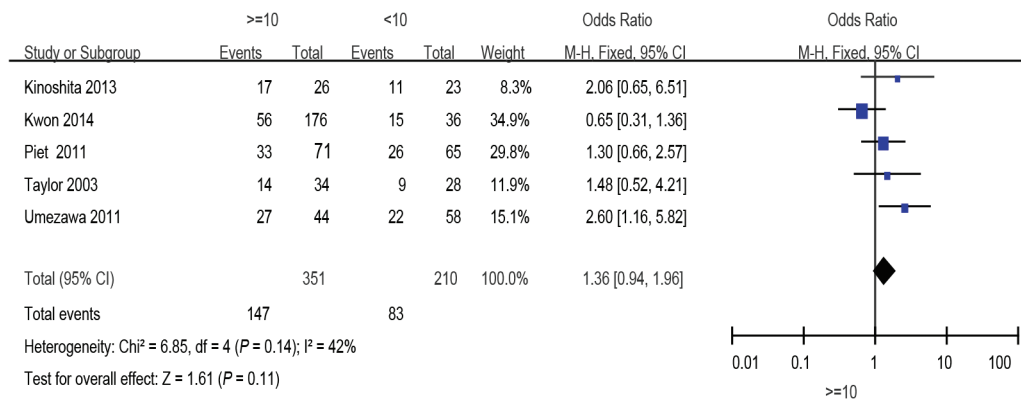 >=10 <10 Odds Ratio Odds Ratio
Study or Subgroup Events Total Events Total Weight M-H, Fixed, 95% CI M-H, Fixed, 95% CI
Kinoshita 2013 17 26 11 23 8.3% 2.06 [0.65, 6.51]
Kwon 2014 56 176 15 36 34.9% 0.65 [0.31, 1.36]
Piet 2011 33 71 26 65 29.8% 1.30 [0.66, 2.57]
Taylor 2003 14 34 9 28 11.9% 1.48 [0.52, 4.21]
Umezawa 2011 27 44 22 58 15.1% 2.60 [1.16, 5.82]
Total (95% CI) 351 210 100.0% 1.36 [0.94, 1.96]
Total events 147 83
Heterogeneity: Chi² = 6.85, df = 4 (P = 0.14); I² = 42%
Test for overall effect: Z = 1.61 (P = 0.11)
0.01 0.1 1 10 100
>=10